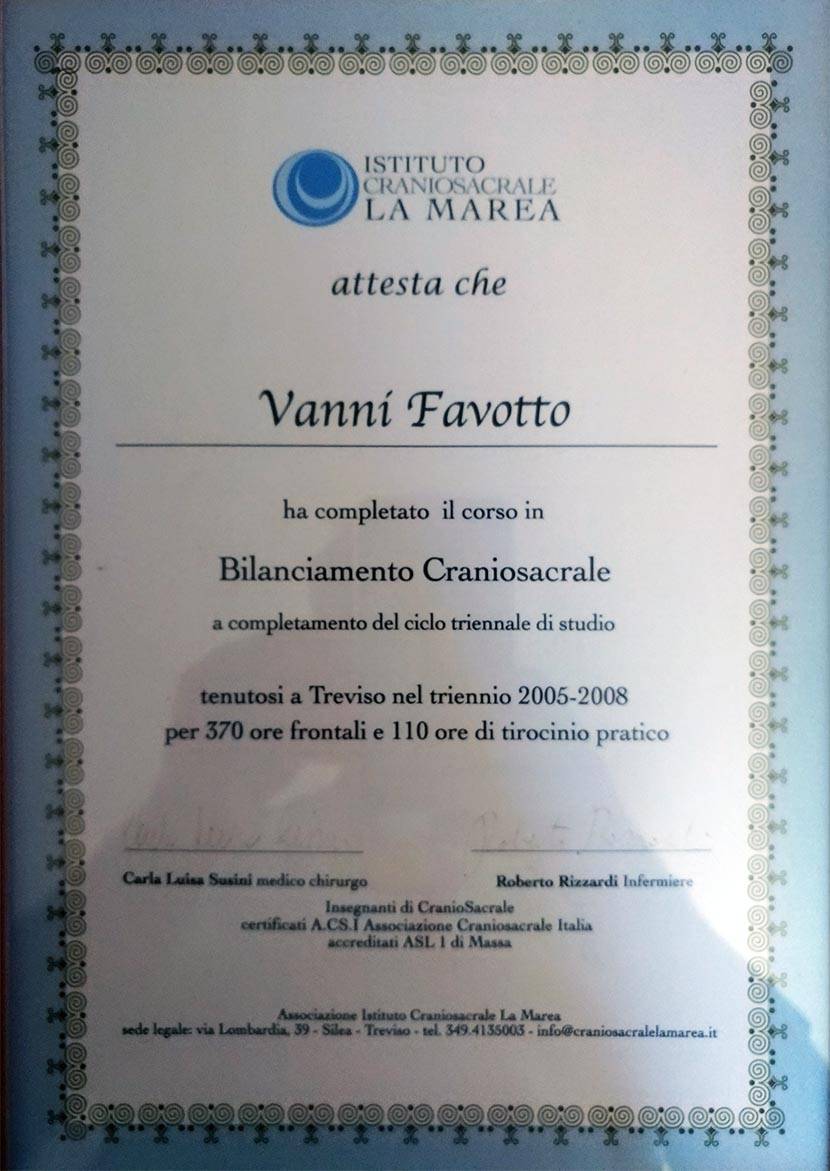 ISTITUTO
CRANIOSACRALE
LA MAREA
attesta che
Vanni Favotto
ha completato il corso in
Bilanciamento Craniosacrale
a completamento del ciclo triennale di studio
tenutosi a Treviso nel triennio 2005-2008
per 370 ore frontali e 110 ore di tirocinio pratico
Carla Luisa Susini medico chirurgo
Roberto Rizzardi Infermiere
Insegnanti di CranioSacrale
certificati A.CS.I Associazione Craniosacrale Italia
accreditati ASL 1 di Massa
Associazione Istituto Craniosacrale La Marea
sede legale: via Lombardia, 39 - Silea - Treviso - tel. 349.4135003 - info@craniosacralelamarea.it